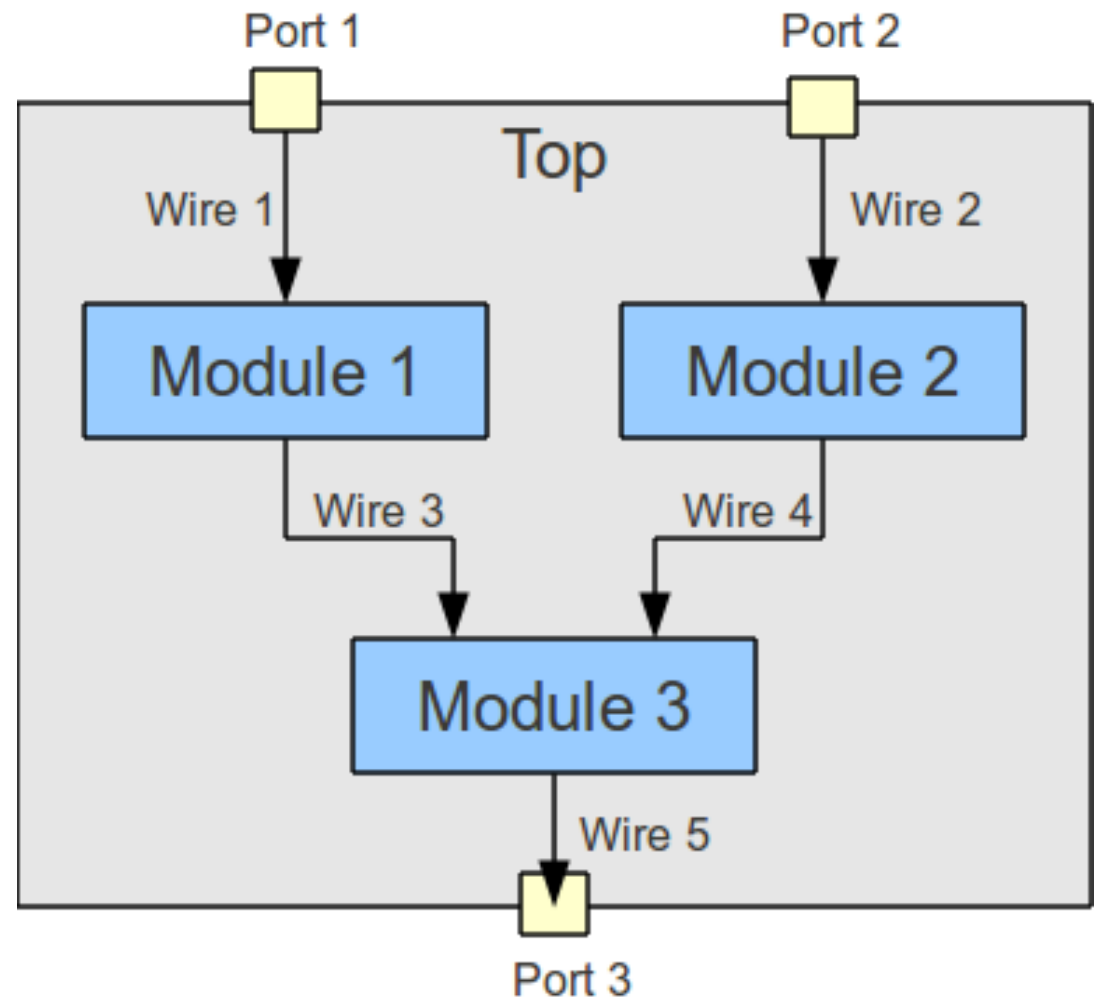 Port 1
Port 2
Top
Wire 1
Wire 2
Module 1
Module 2
Wire 3
Wire 4
Module 3
Wire 5
Port 3